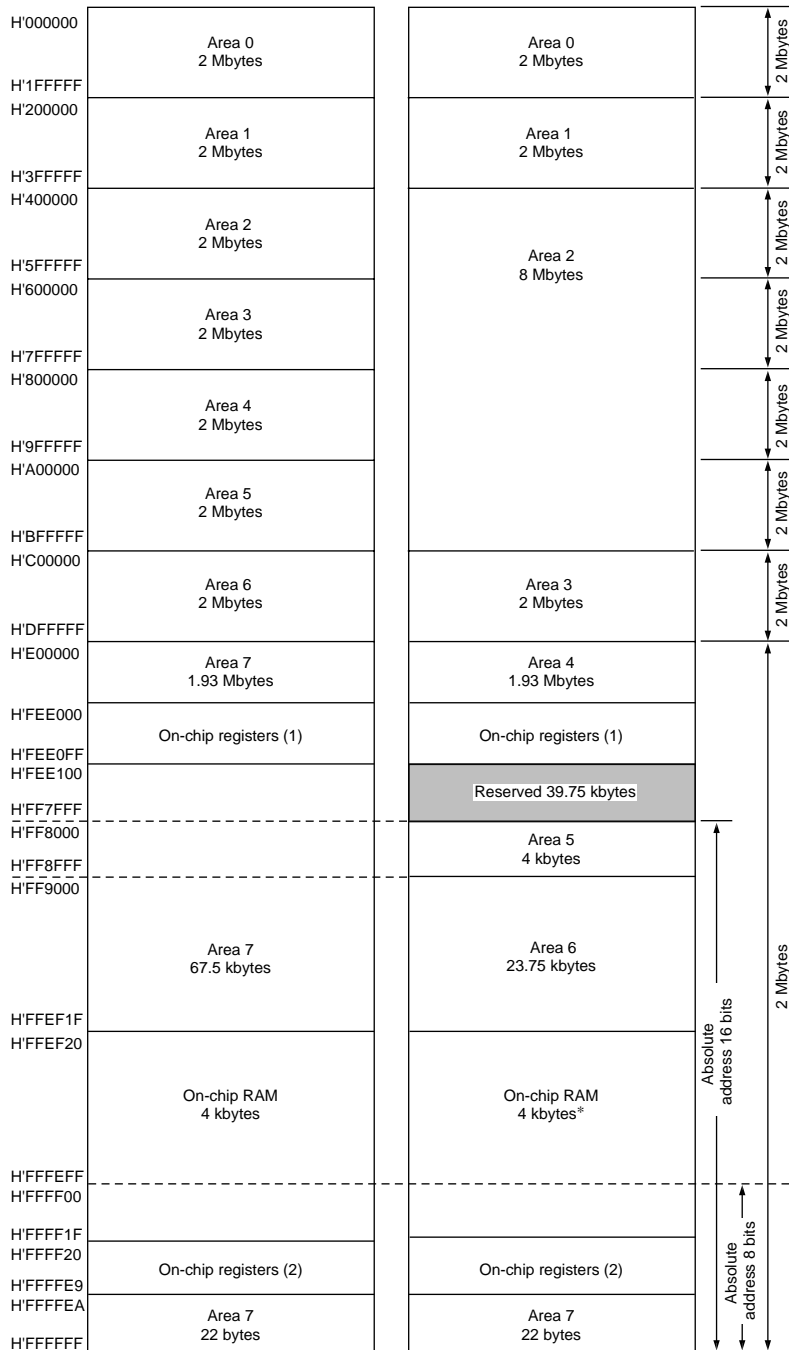 H'000000
H'1FFFFF
H'200000
H'3FFFFF
H'400000
H'5FFFFF
H'600000
H'7FFFFF
H'800000
H'9FFFFF
H'A00000
H'BFFFFF
H'C00000
H'DFFFFF
H'E00000
H'FEE000
H'FEE0FF
H'FEE100
H'FF7FFF
H'FF8000
H'FF8FFF
H'FF9000
H'FFEF1F
H'FFEF20
H'FFFEFF
H'FFFF00
H'FFFF1F
H'FFFF20
H'FFFFE9
H'FFFFEA
H'FFFFFF
Area 0
2 Mbytes
Area 1
2 Mbytes
Area 2
2 Mbytes
Area 3
2 Mbytes
Area 4
2 Mbytes
Area 5
2 Mbytes
Area 6
2 Mbytes
Area 7
1.93 Mbytes
On-chip registers (1)
Area 7
67.5 kbytes
On-chip RAM
4 kbytes
On-chip registers (2)
Area 7
22 bytes
Area 0
2 Mbytes
Area 1
2 Mbytes
Area 2
8 Mbytes
Area 3
2 Mbytes
Area 4
1.93 Mbytes
On-chip registers (1)
Reserved 39.75 kbytes
Area 5
4 kbytes
Area 6
23.75 kbytes
On-chip RAM
4 kbytes*
On-chip registers (2)
Area 7
22 bytes
2 Mbytes
2 Mbytes
2 Mbytes
2 Mbytes
2 Mbytes
2 Mbytes
2 Mbytes
2 Mbytes
Absolute
address 16 bits
Absolute
address 8 bits